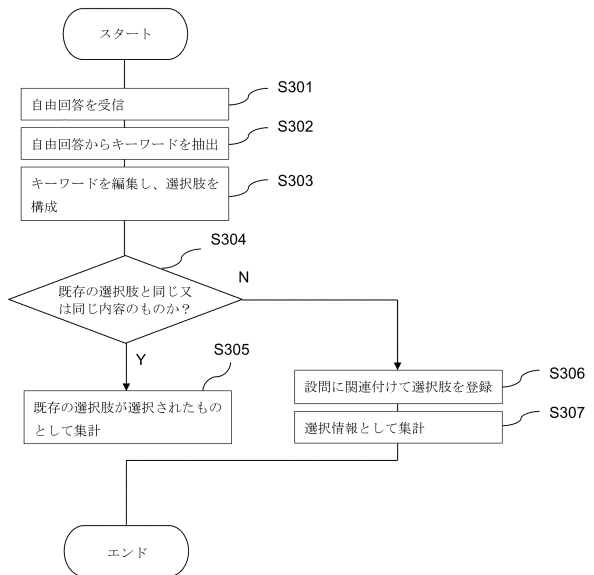 スタート
S301
自由回答を受信
S302
自由回答からキーワードを抽出
S303
キーワードを編集し、選択肢を
構成
S304
既存の選択肢と同じ又
は同じ内容のものか？
N
Y
S305
既存の選択肢が選択されたもの
として集計
S306
設問に関連付けて選択肢を登録
S307
選択情報として集計
エンド